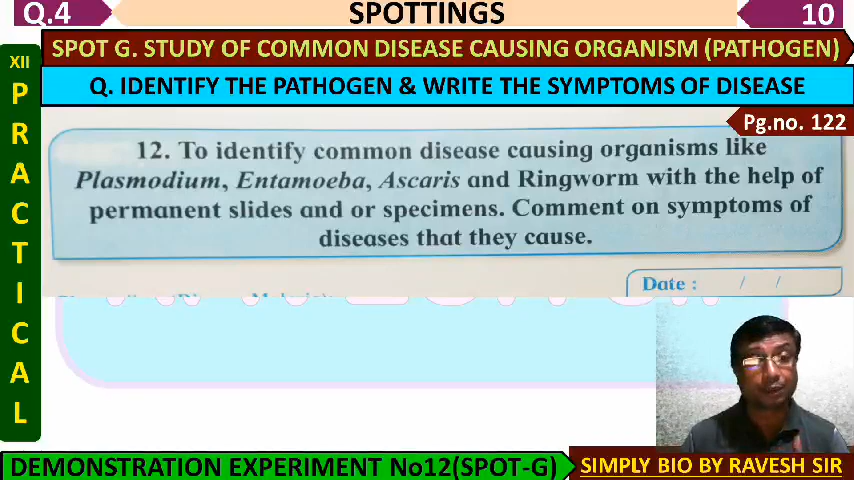 Q.4
SPOTTINGS
10
SPOT G. STUDY OF COMMON DISEASE CAUSING ORGANISM (PATHOGEN)
Q. IDENTIFY THE PATHOGEN & WRITE THE SYMPTOMS OF DISEASE
Pg.no. 122
XII
P
R
A
C
T
I
C
A
L
12. To identify common disease causing organisms like
Plasmodium, Entamoeba, Ascaris and Ringworm with the help of
permanent slides and or specimens. Comment on symptoms of
diseases that they cause.
Date : / /
DEMONSTRATION EXPERIMENT No12(SPOT-G)
SIMPLY BIO BY RAVESH SIR